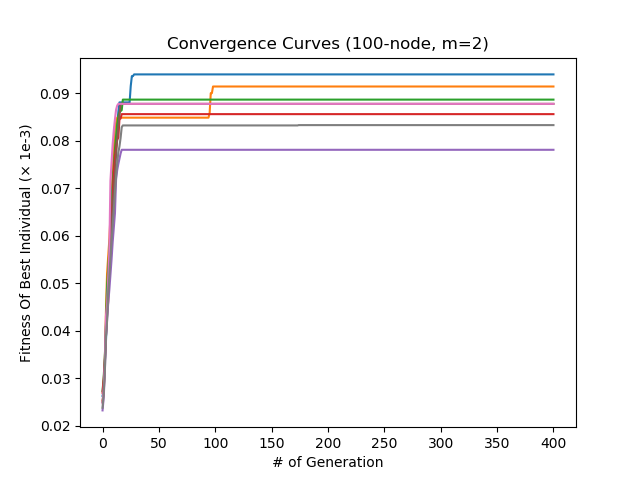 Convergence Curves (100-node, m=2)
Fitness Of Best Individual (× 1e-3)
0.09
0.08
0.07
0.06
0.05
0.04
0.03
0.02
0 50 100 150 200 250 300 350 400
# of Generation